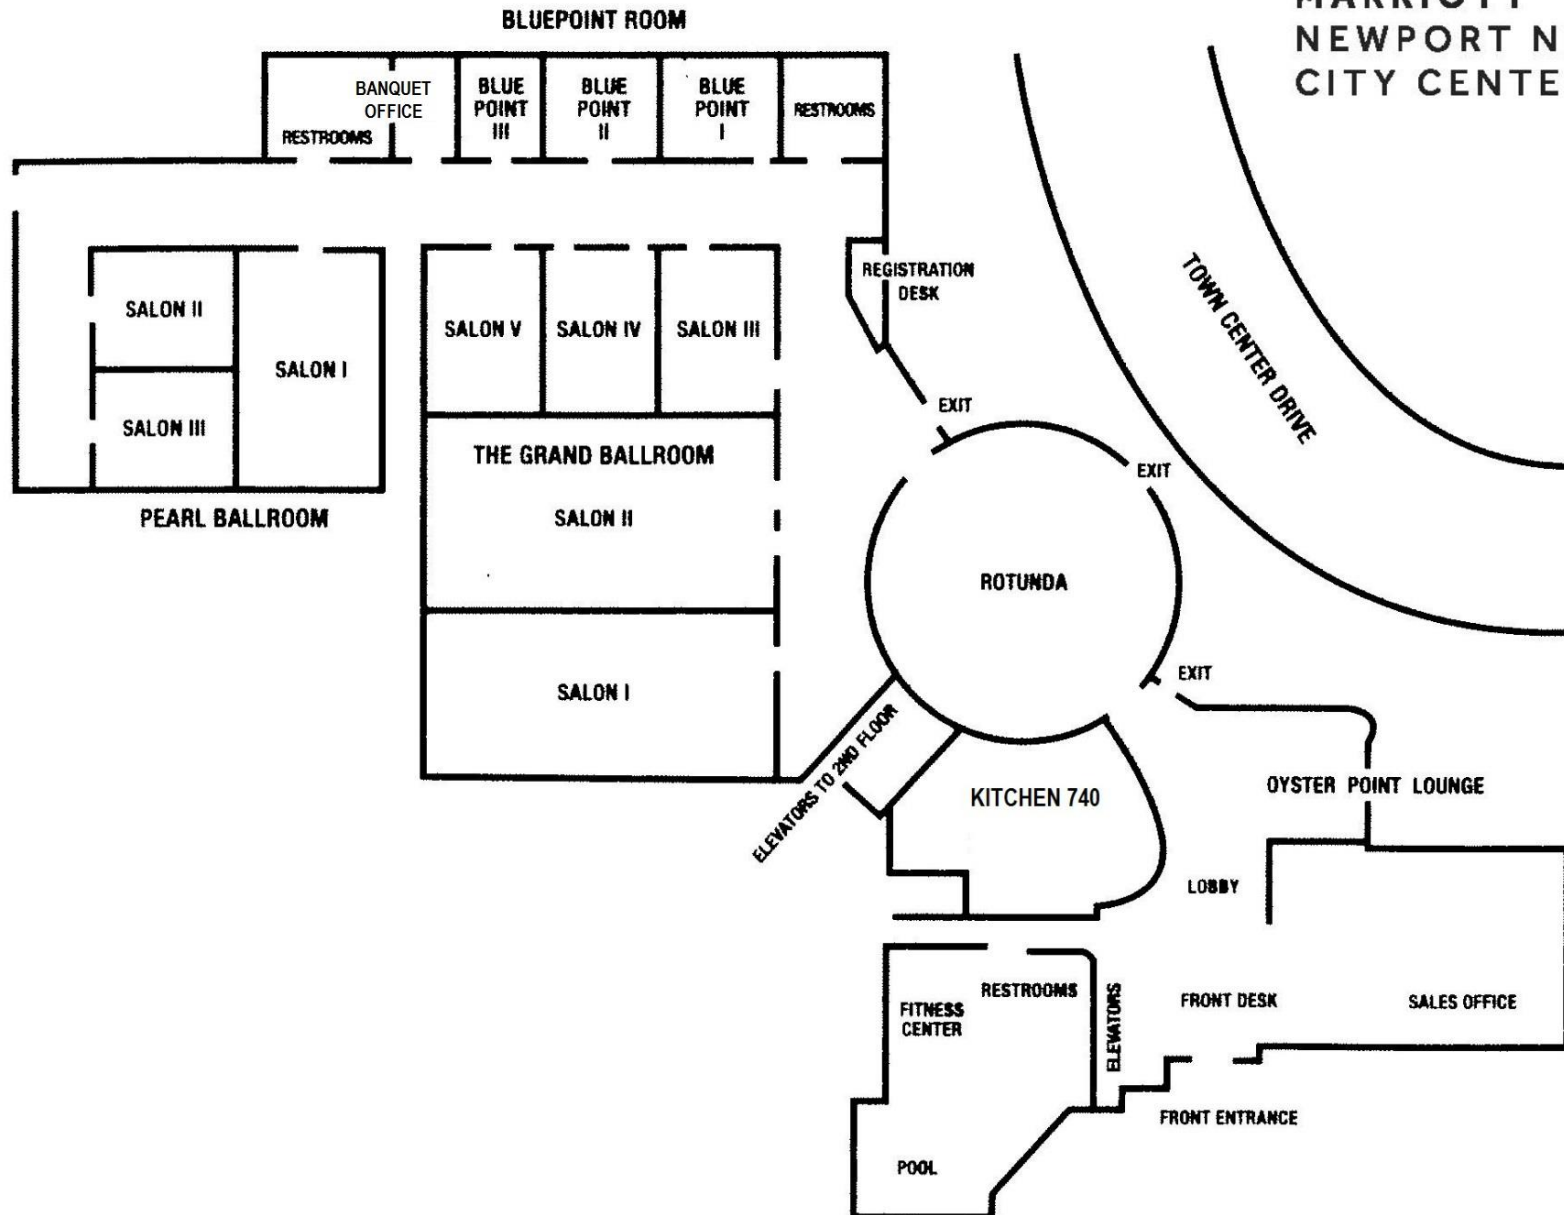 MARRIOTT
NEWPORT N
CITY CENTE
BLUEPOINT ROOM
RESTROOMS
BANQUET
OFFICE
BLUE
POINT
III
BLUE
POINT
II
BLUE
POINT
I
RESTROOMS
REGISTRATION
DESK
TOWN CENTER DRIVE
SALON II
SALON I
SALON III
PEARL BALLROOM
SALON V
SALON IV
SALON III
THE GRAND BALLROOM
SALON II
SALON I
EXIT
EXIT
ROTUNDA
EXIT
ELEVATORS TO 2ND FLOOR
KITCHEN 740
OYSTER POINT LOUNGE
LOBBY
RESTROOMS
FITNESS
CENTER
ELEVATORS
FRONT DESK
SALES OFFICE
FRONT ENTRANCE
POOL